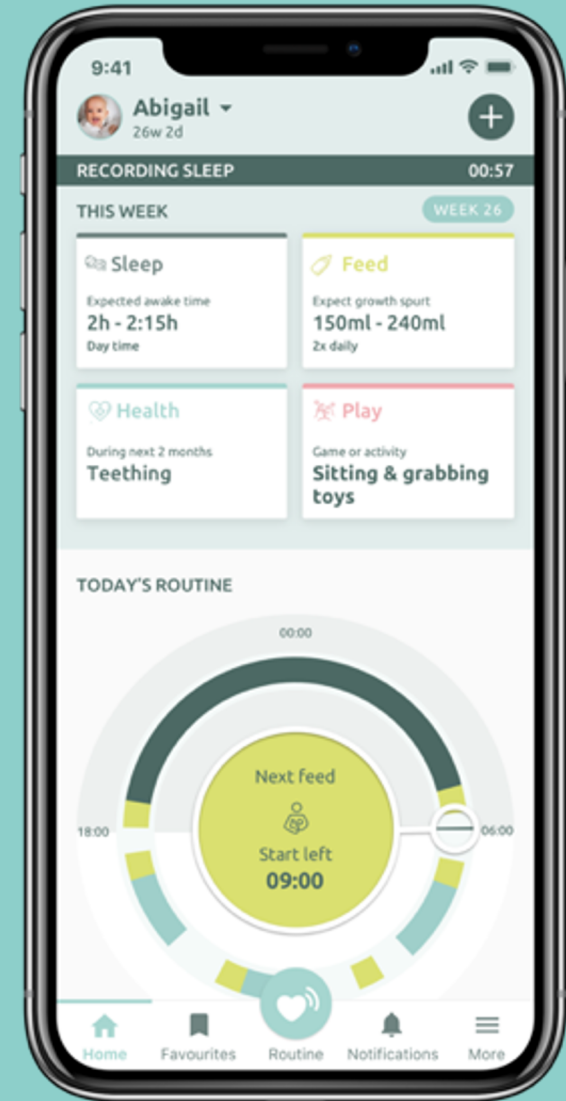 9:41
Abigail
26w 2d
RECORDING SLEEP 00:57
THIS WEEK WEEK 26
Sleep
Expected awake time
2h - 2:15h
Day time
Feed
Expect growth spurt
150ml - 240ml
2x daily
Health
During next 2 months
Teething
Play
Game or activity
Sitting & grabbing
toys
TODAY'S ROUTINE
00:00
18:00
06:00
Next feed
Start left
09:00
Home Favourites Routine Notifications More